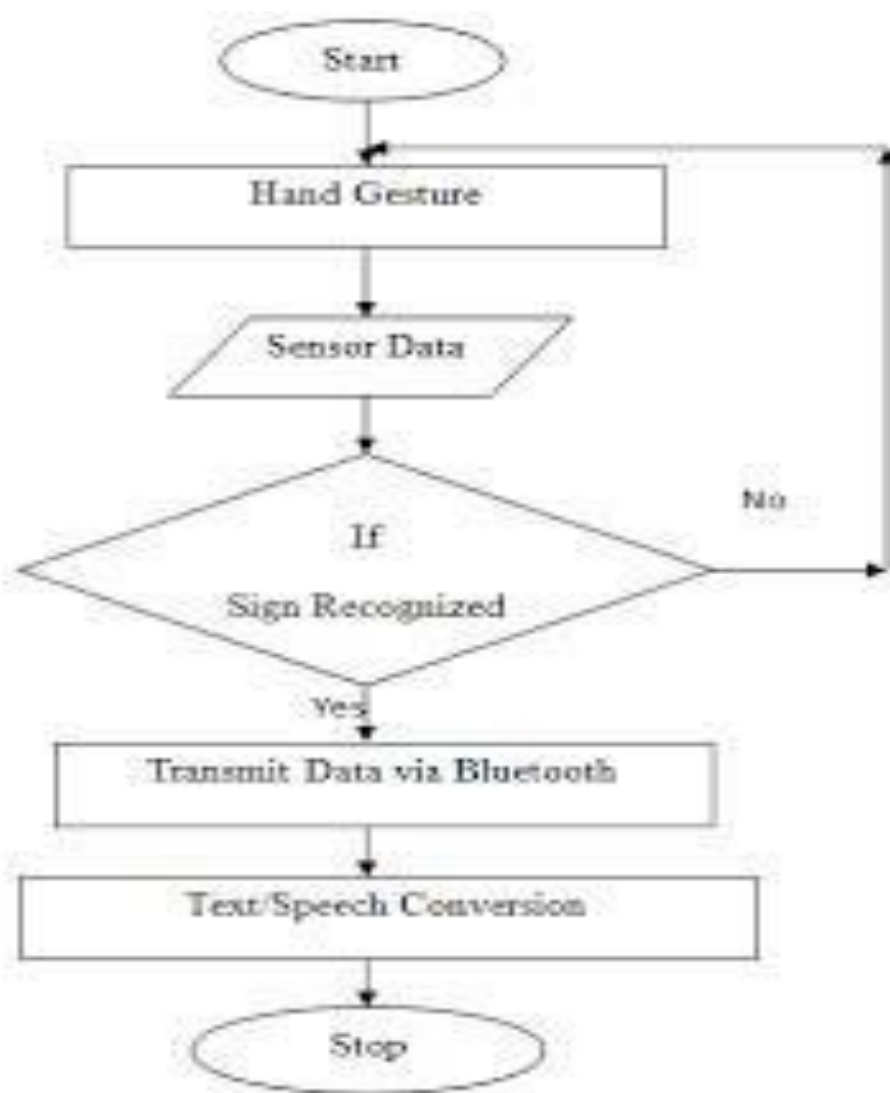 Start
Hand Gesture
Sensor Data
If
Sign Recognized
No
Yes
Transmit Data via Bluetooth
Text/Speech Conversion
Stop